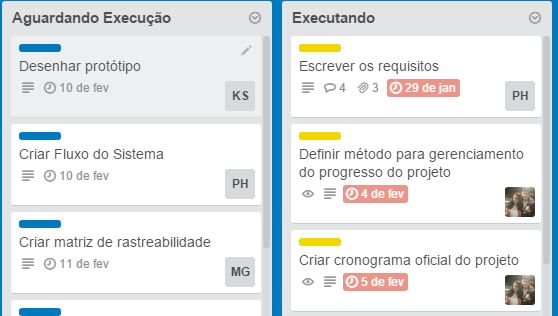 Aguardando Execução
Desenhar protótipo
10 de fev
KS
Criar Fluxo do Sistema
10 de fev
PH
Criar matriz de rastreabilidade
11 de fev
MG
Executando
Escrever os requisitos
4 3 29 de jan
PH
Definir método para gerenciamento
do progresso do projeto
4 de fev
Criar cronograma oficial do projeto
5 de fev